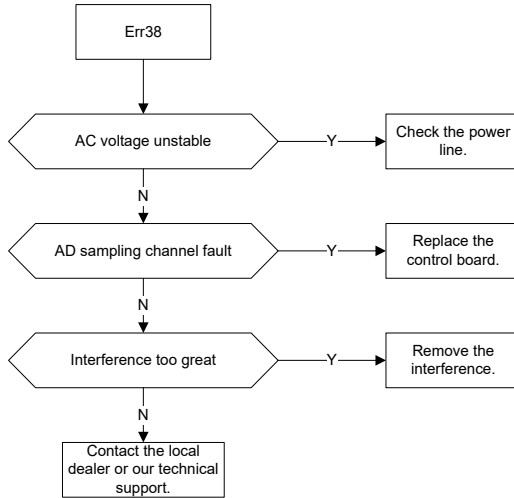 Err38
AC voltage unstable
Y
Check the power
line.
N
AD sampling channel fault
Y
Replace the
control board.
N
Interference too great
Y
Remove the
interference.
N
Contact the local
dealer or our technical
support.